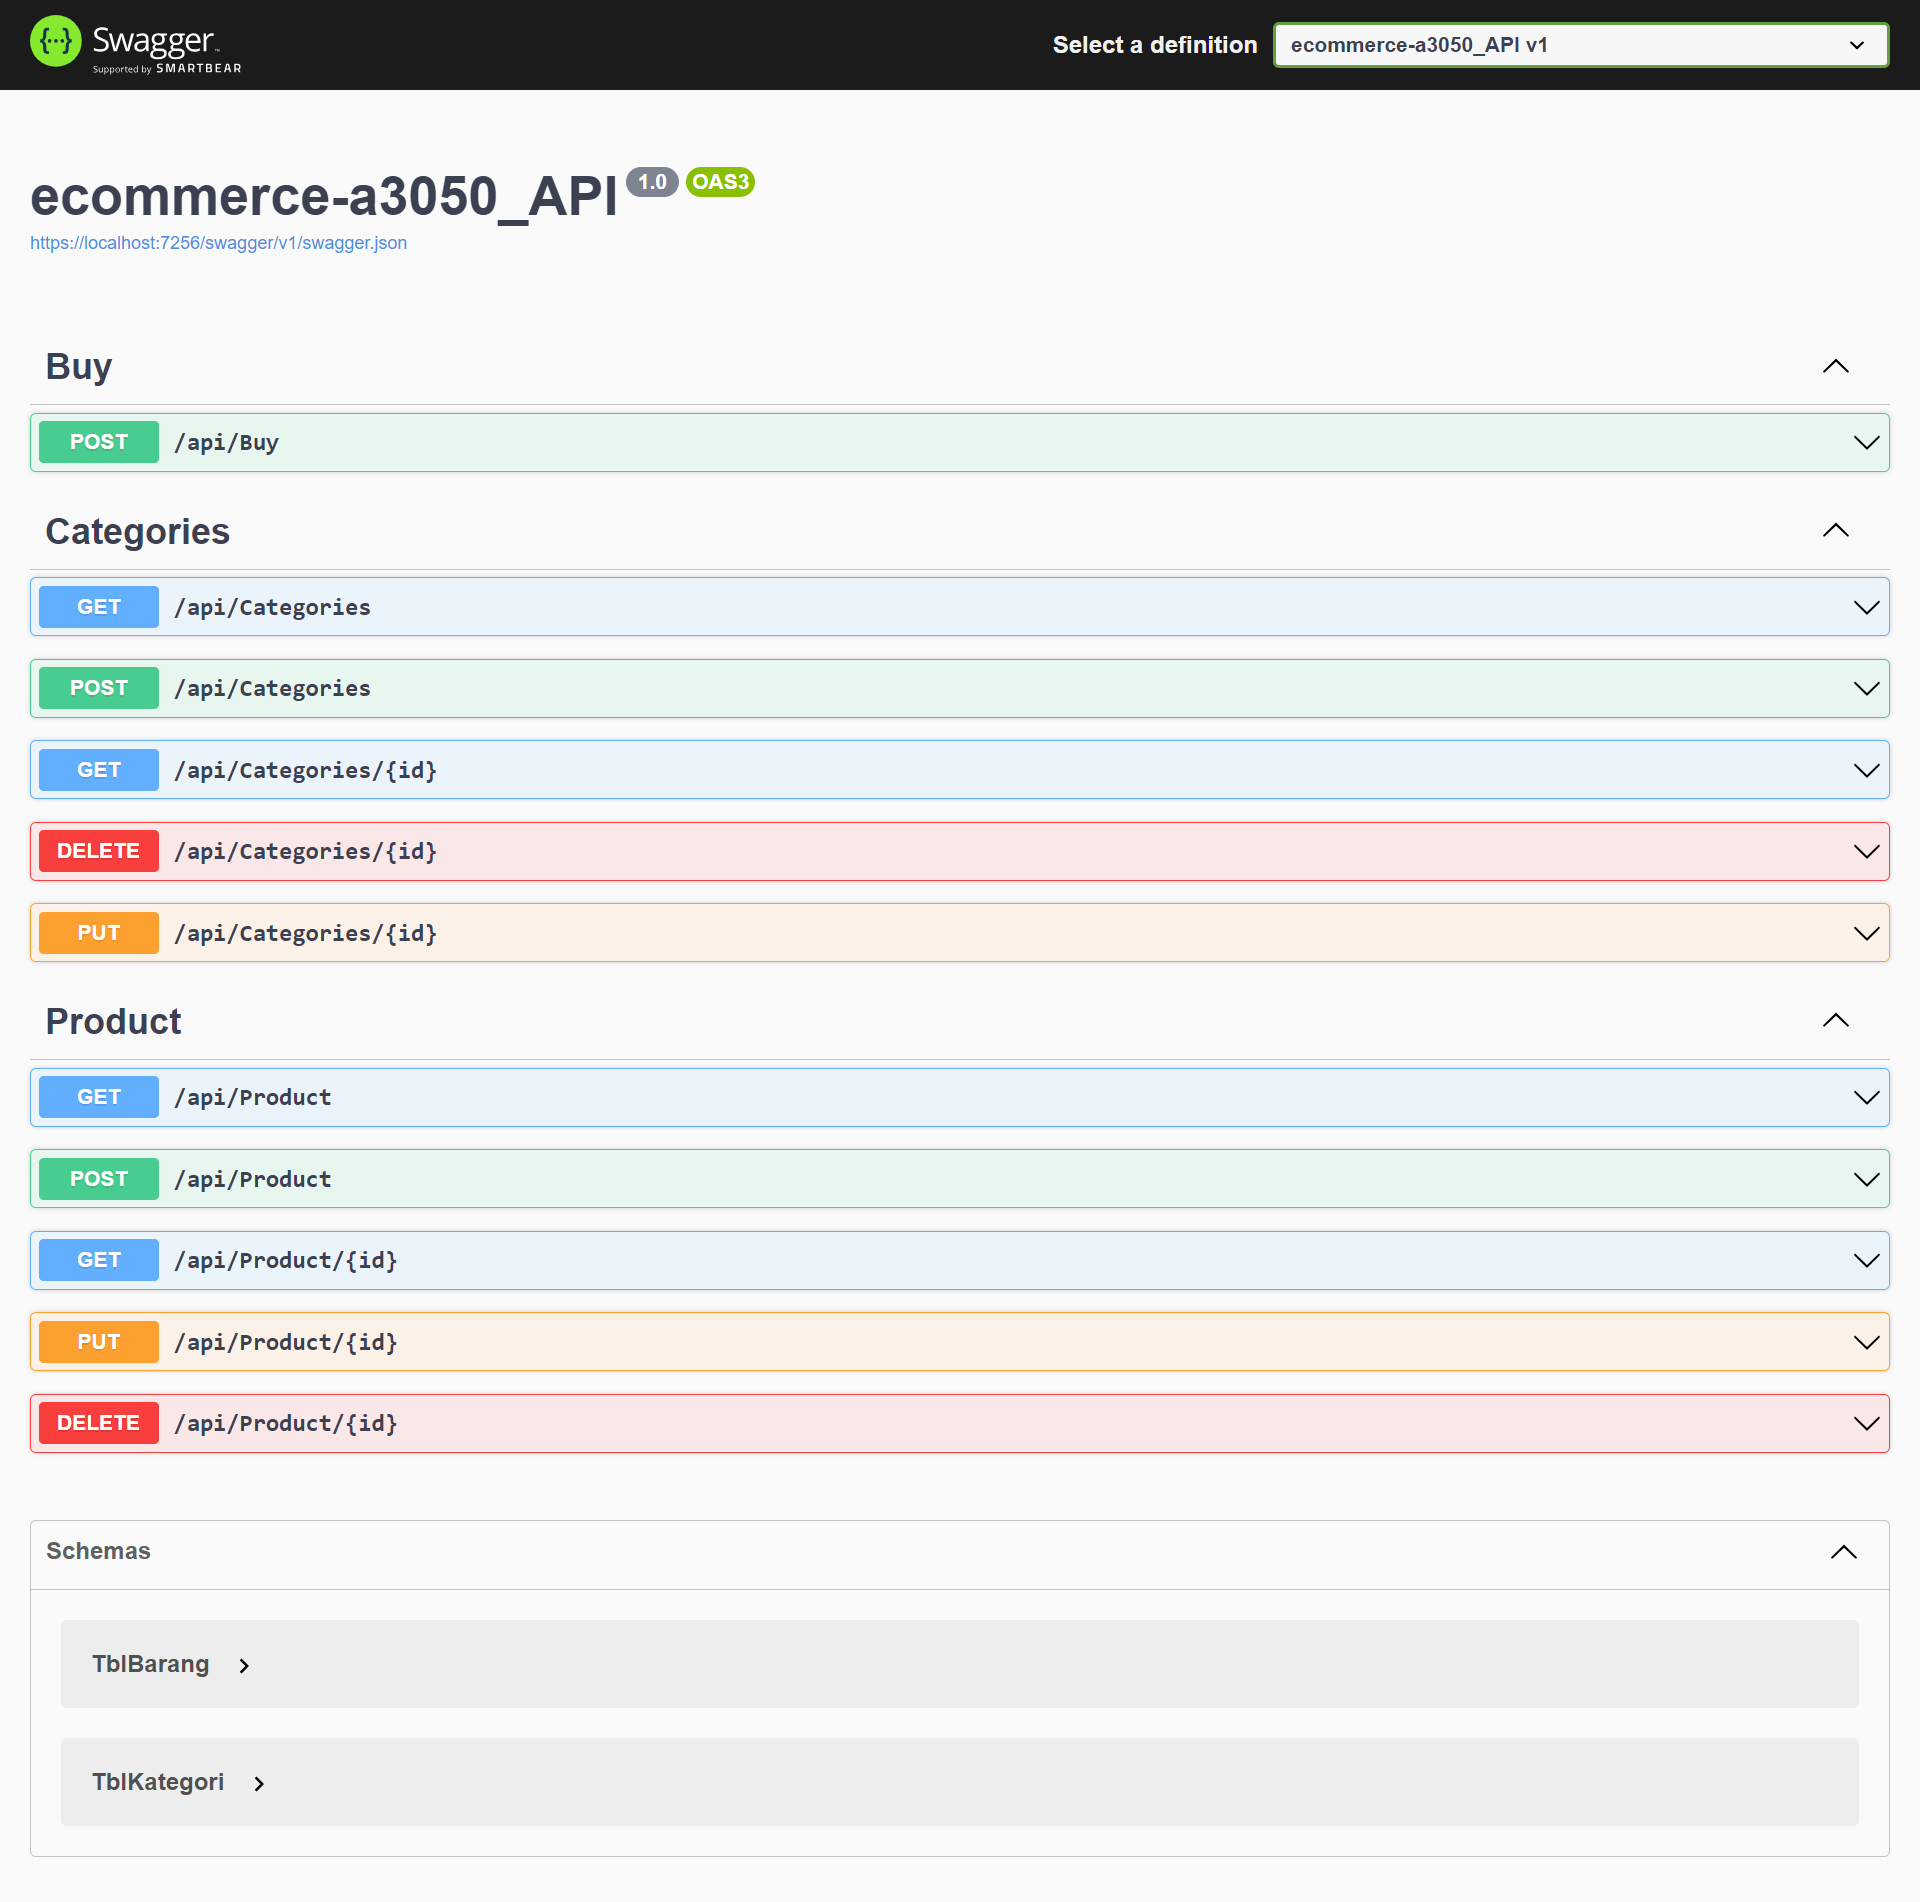 Swagger™
Supported by SMARTBEAR
Select a definition
ecommerce-a3050_API v1
ecommerce-a3050_API 1.0 OAS3
https://localhost:7256/swagger/v1/swagger.json
Buy
POST /api/Buy
Categories
GET /api/Categories
POST /api/Categories
GET /api/Categories/{id}
DELETE /api/Categories/{id}
PUT /api/Categories/{id}
Product
GET /api/Product
POST /api/Product
GET /api/Product/{id}
PUT /api/Product/{id}
DELETE /api/Product/{id}
Schemas
TblBarang
TblKategori